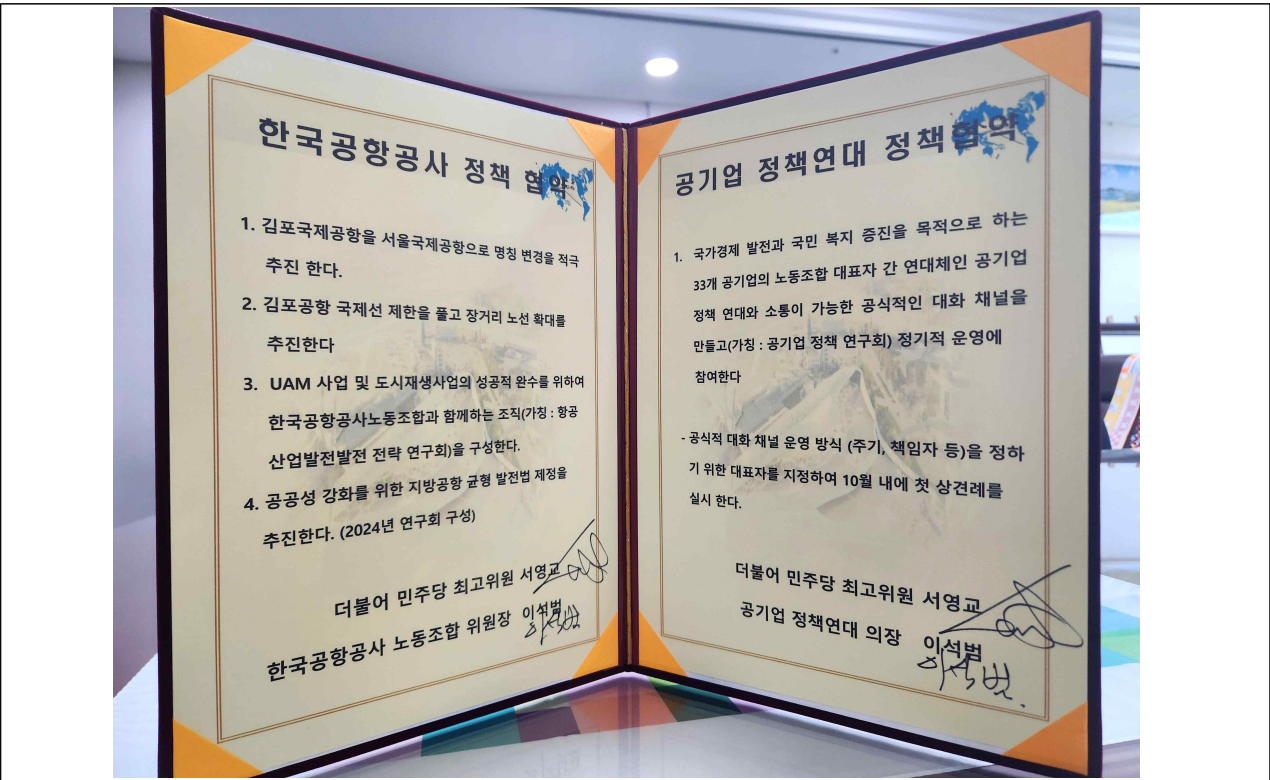 한국공항공사 정책 협약
1. 김포국제공항을 서울국제공항으로 명칭 변경을 적극
추진 한다.
2. 김포공항 국제선 제한을 풀고 장거리 노선 확대를
추진한다
3. UAM 사업 및 도시재생사업의 성공적 완수를 위하여
한국공항공사노동조합과 함께하는 조직(가칭 : 항공
산업발전발전 전략 연구회)을 구성한다.
4. 공공성 강화를 위한 지방공항 균형 발전법 제정을
추진한다. (2024년 연구회 구성)
더불어 민주당 최고위원 서영교
한국공항공사 노동조합 위원장 이석범
이석범
공기업 정책연대 정책협약
1. 국가경제 발전과 국민 복지 증진을 목적으로 하는
33개 공기업의 노동조합 대표자 간 연대체인 공기업
정책 연대와 소통이 가능한 공식적인 대화 채널을
만들고(가칭 : 공기업 정책 연구회) 정기적 운영에
참여한다
- 공식적 대화 채널 운영 방식 (주기, 책임자 등)을 정하
기 위한 대표자를 지정하여 10월 내에 첫 상견례를
실시 한다.
더불어 민주당 최고위원 서영교
공기업 정책연대 의장 이석범
이석범